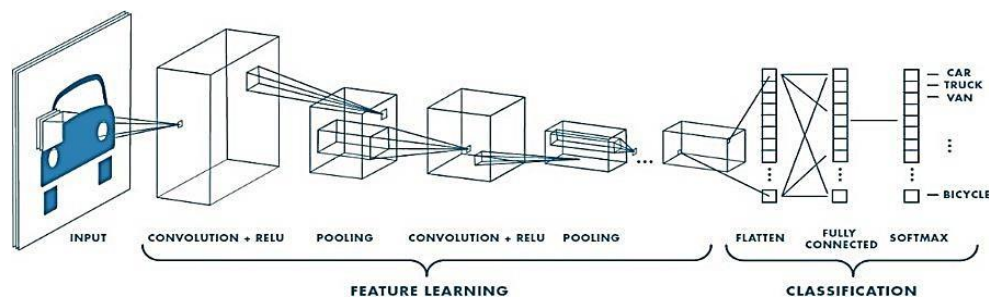 CAR
TRUCK
VAN
BICYCLE
INPUT CONVOLUTION + RELU POOLING CONVOLUTION + RELU POOLING FLATTEN FULLY CONNECTED SOFTMAX
FEATURE LEARNING CLASSIFICATION